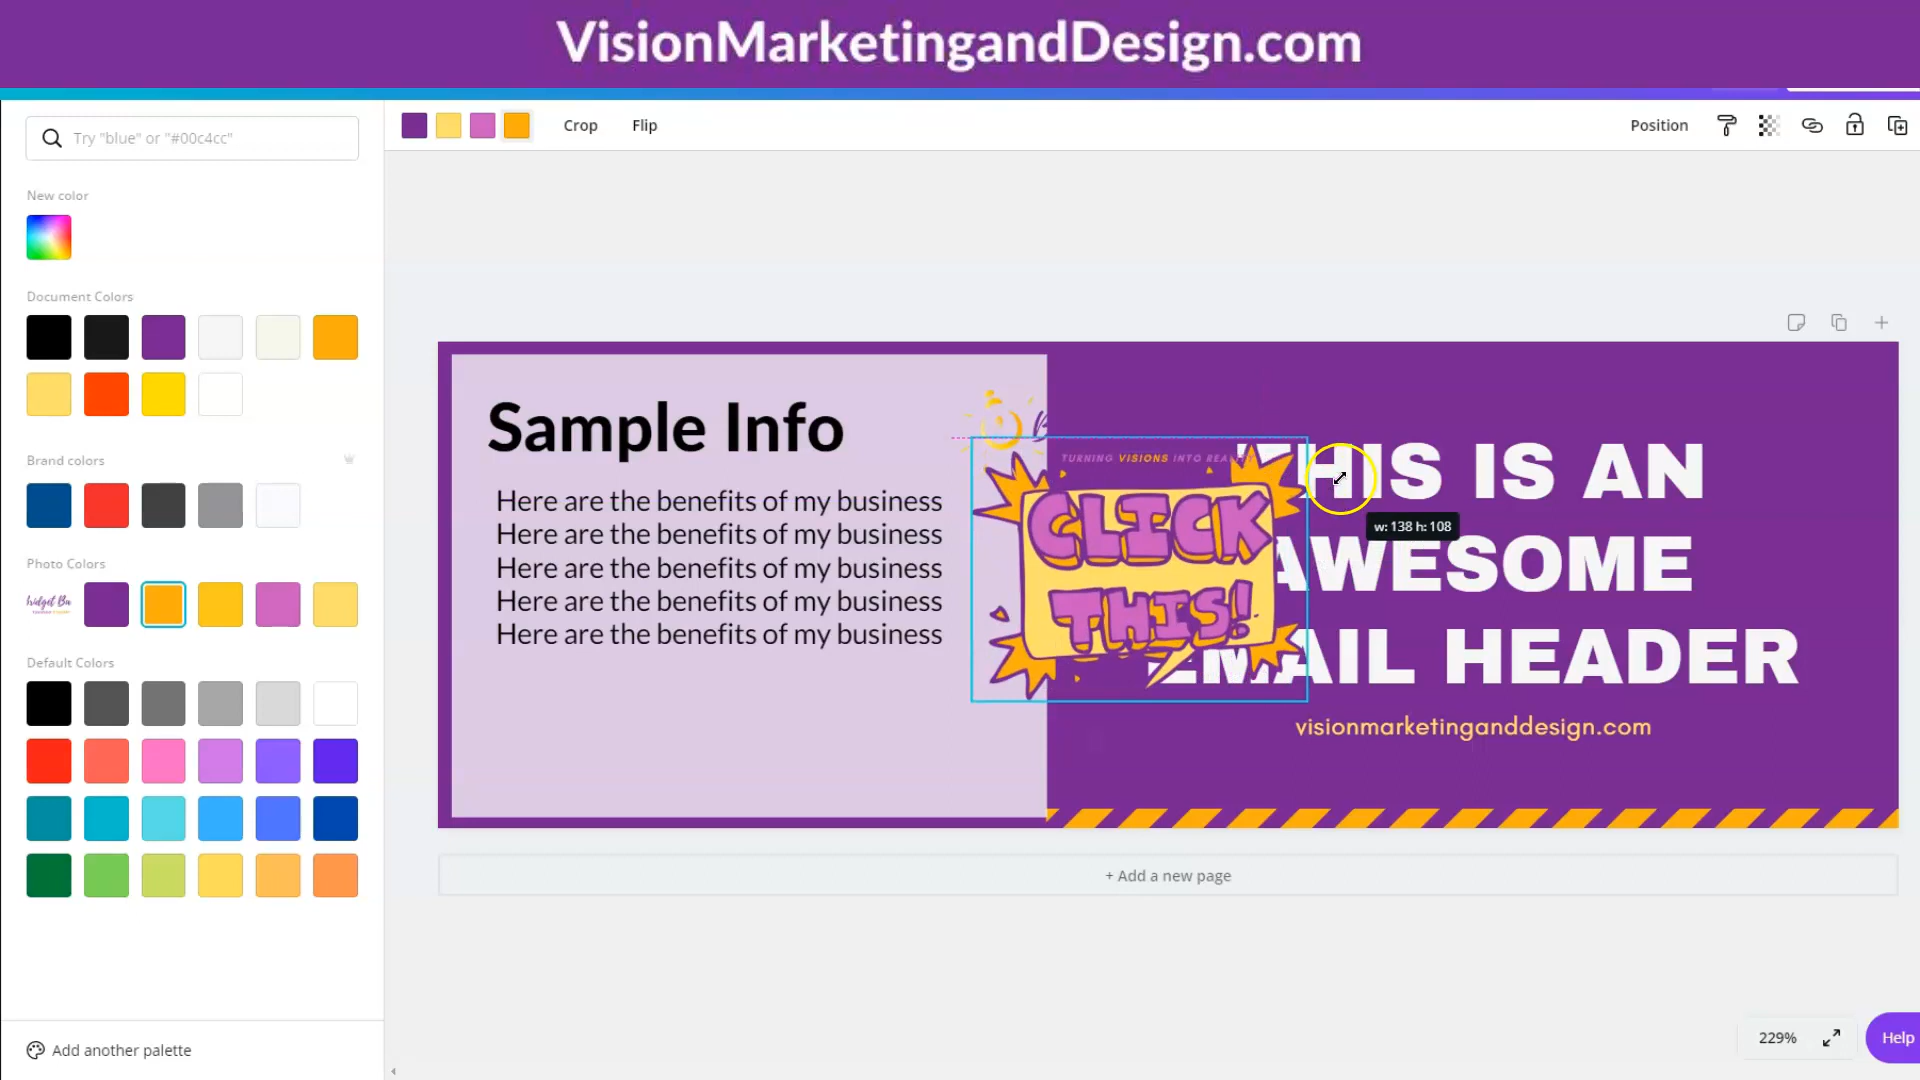 VisionMarketingandDesign.com
Try "blue" or "#00c4cc"
Crop
Flip
Position
New color
Document Colors
Brand colors
Photo Colors
Default Colors
Add another palette
Sample Info
Here are the benefits of my business
Here are the benefits of my business
Here are the benefits of my business
Here are the benefits of my business
Here are the benefits of my business
TURNING VISIONS INTO
CLICK
THIS!
THIS IS AN
AWESOME
EMAIL HEADER
visionmarketinganddesign.com
w: 138 h: 108
+ Add a new page
229%
Help